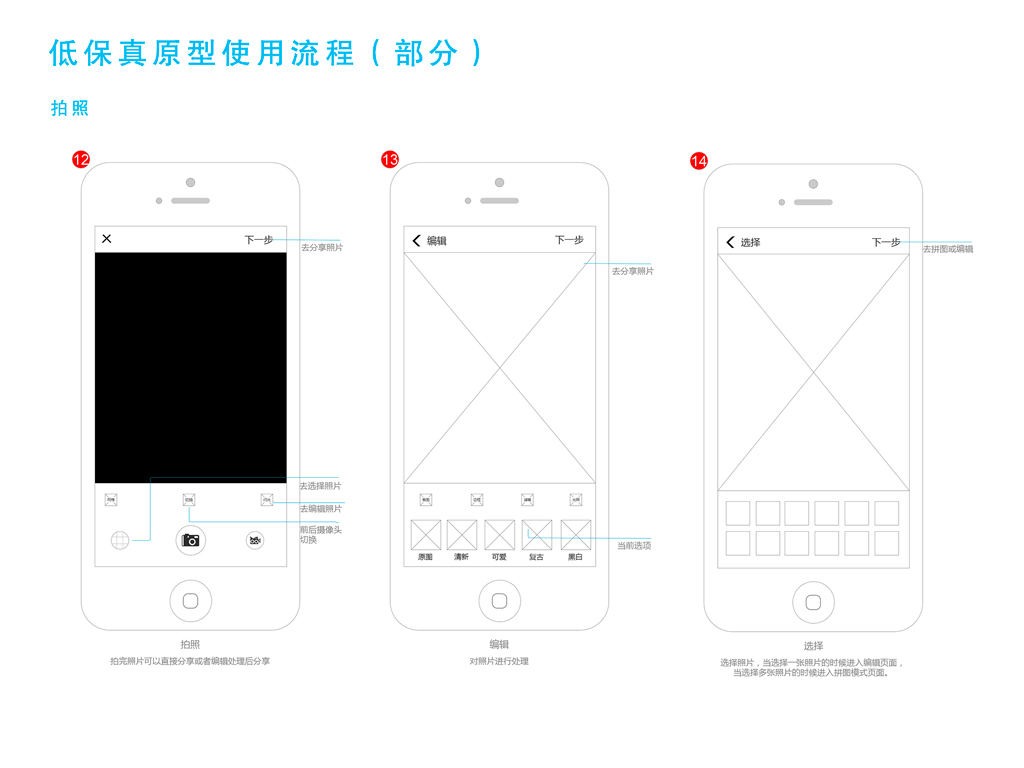 低保真原型使用流程（部分）
拍照
12
下一步
去分享照片
去选择照片
去编辑照片
前后摄像头
切换
拍照
拍完照片可以直接分享或者编辑处理后分享
13
编辑
下一步
去分享照片
当前选项
原图
清新
可爱
复古
黑白
编辑
对照片进行处理
14
选择
下一步
去拼图或编辑
选择
选择照片，当选择一张照片的时候进入编辑页面，
当选择多张照片的时候进入拼图模式页面。